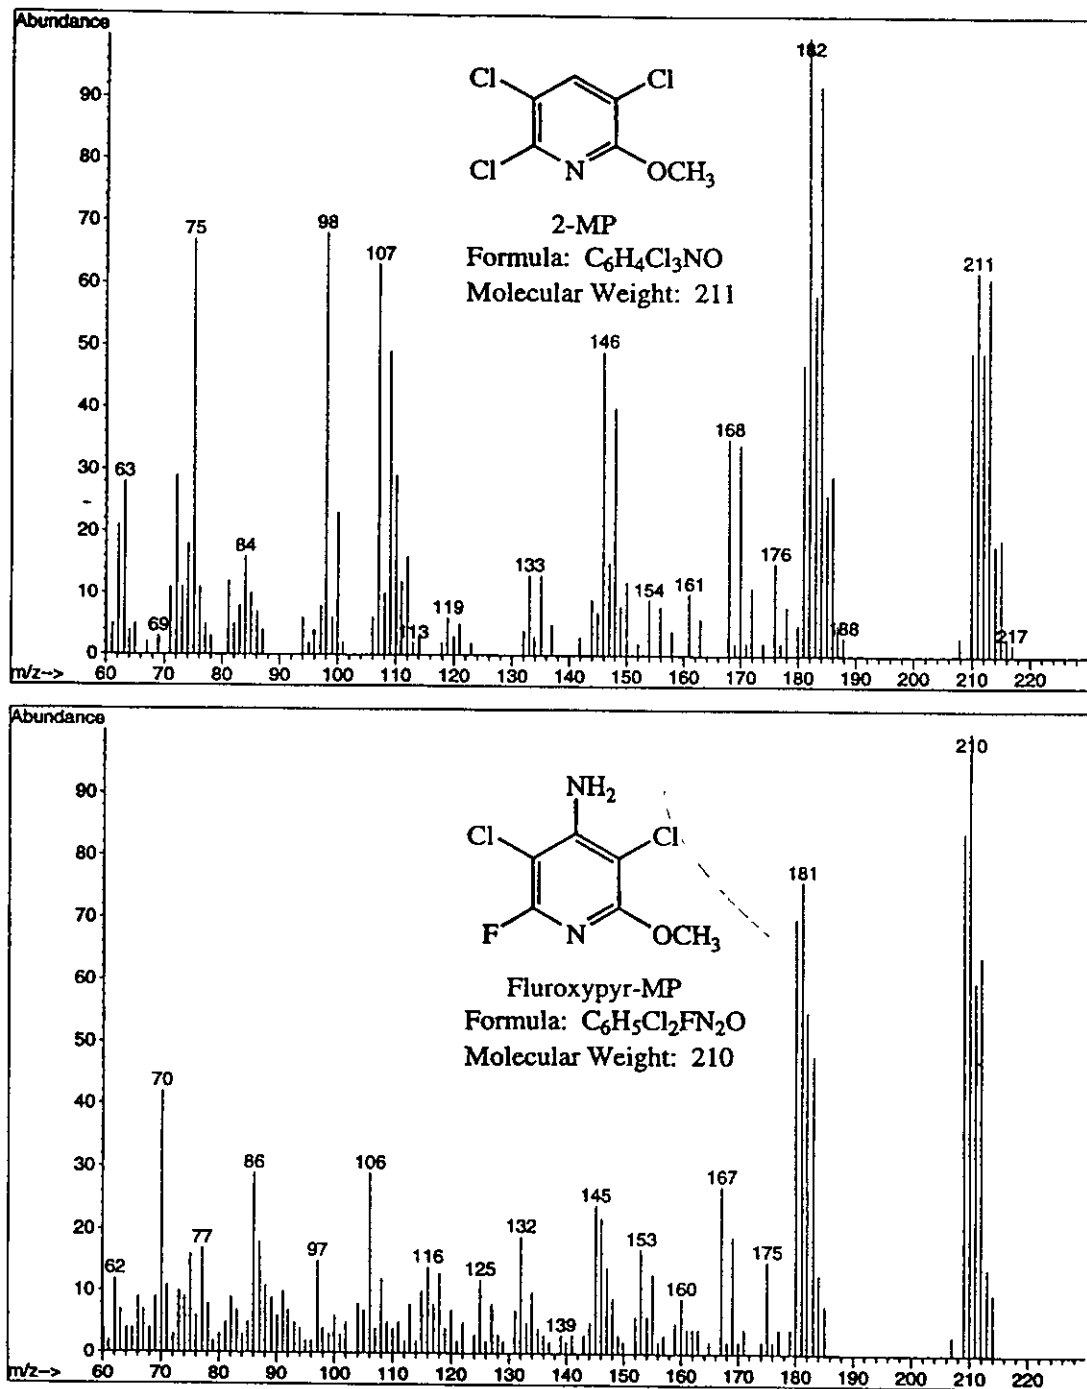 Abundance
90
80
70
60
50
40
30
20
10
0
m/z-->
60 70 80 90 100 110 120 130 140 150 160 170 180 190 200 210 220
63
69
75
84
98
107
113
119
133
146
154
161
168
176
182
188
211
217
Cl
Cl
Cl
N
OCH3
2-MP
Formula: C6H4Cl3NO
Molecular Weight: 211
Abundance
90
80
70
60
50
40
30
20
10
0
m/z-->
60 70 80 90 100 110 120 130 140 150 160 170 180 190 200 210 220
62
70
77
86
97
106
116
125
132
139
145
153
160
167
175
181
210
NH2
Cl
Cl
F
N
OCH3
Fluroxypyr-MP
Formula: C6H5Cl2FN2O
Molecular Weight: 210